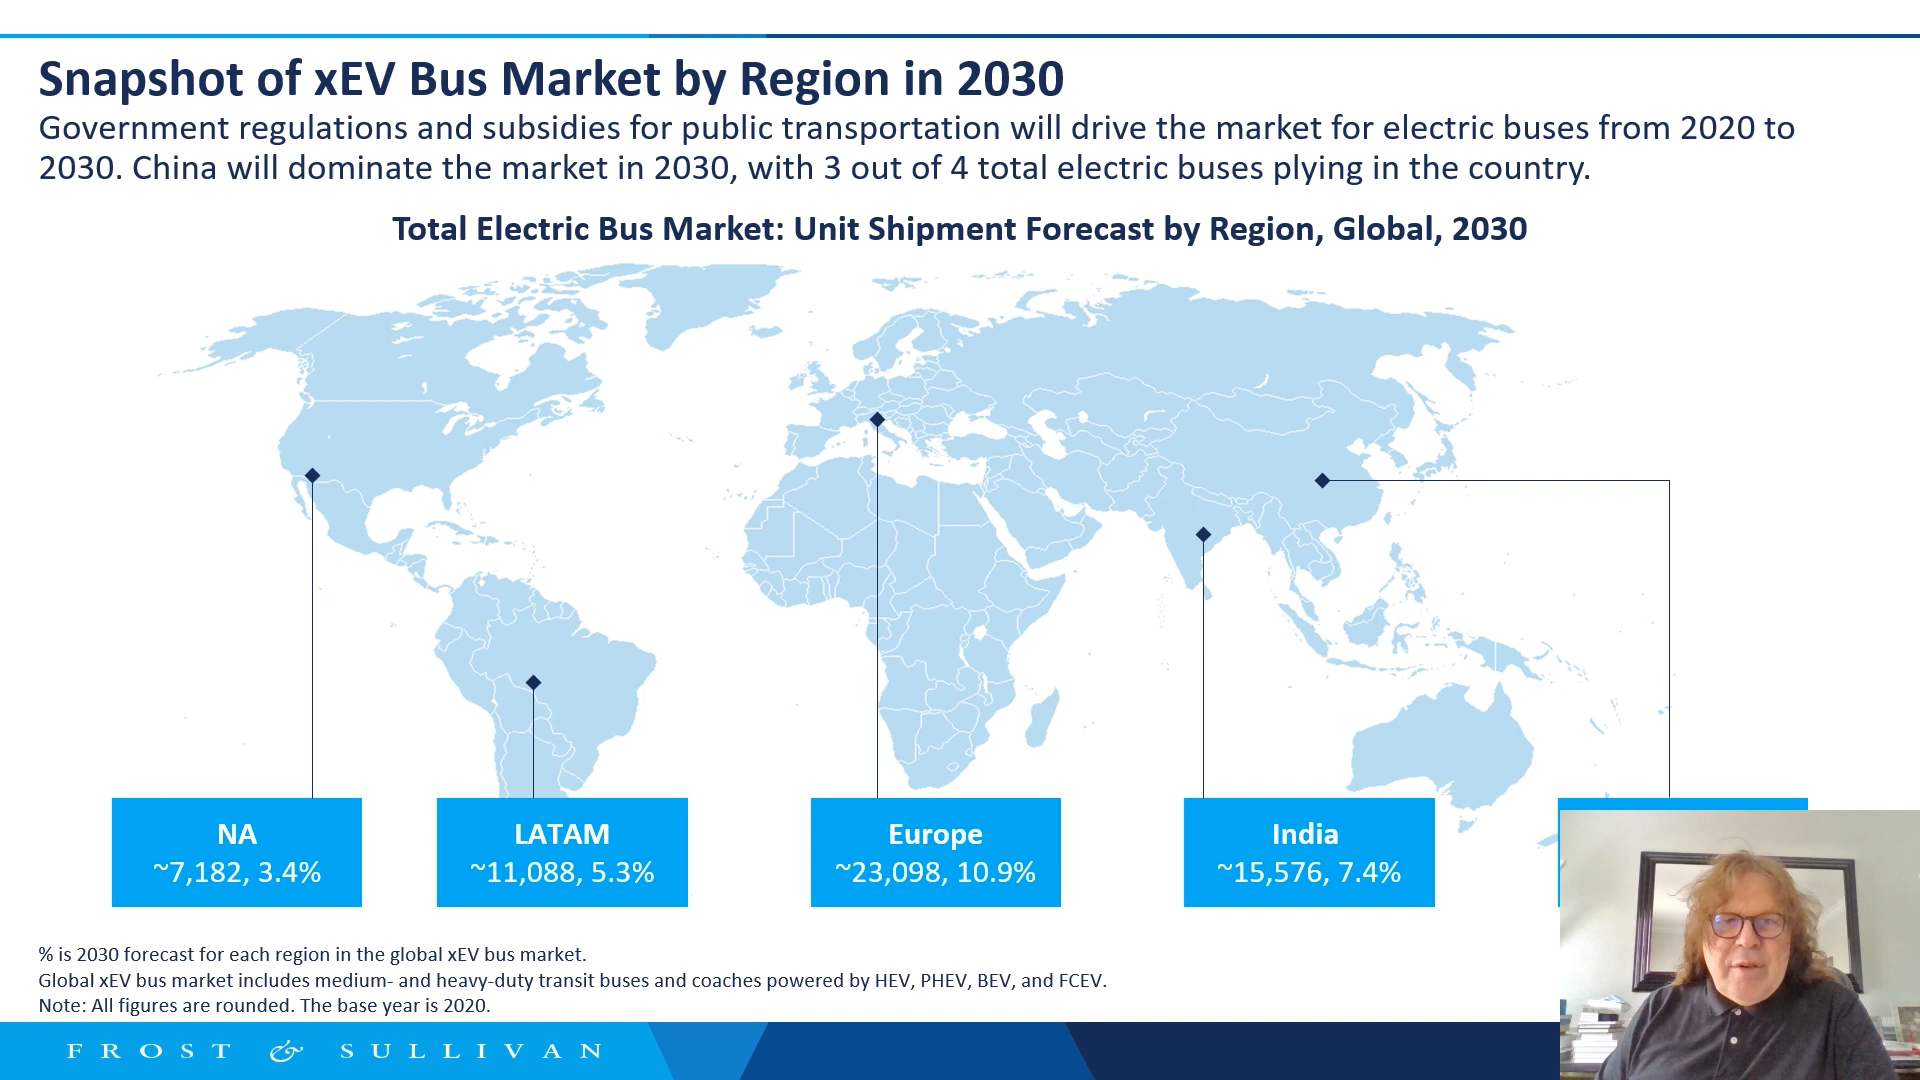 Snapshot of xEV Bus Market by Region in 2030
Government regulations and subsidies for public transportation will drive the market for electric buses from 2020 to
2030. China will dominate the market in 2030, with 3 out of 4 total electric buses plying in the country.
Total Electric Bus Market: Unit Shipment Forecast by Region, Global, 2030
NA
~7,182, 3.4%
LATAM
~11,088, 5.3%
Europe
~23,098, 10.9%
India
~15,576, 7.4%
% is 2030 forecast for each region in the global xEV bus market.
Global xEV bus market includes medium- and heavy-duty transit buses and coaches powered by HEV, PHEV, BEV, and FCEV.
Note: All figures are rounded. The base year is 2020.
FROST & SULLIVAN